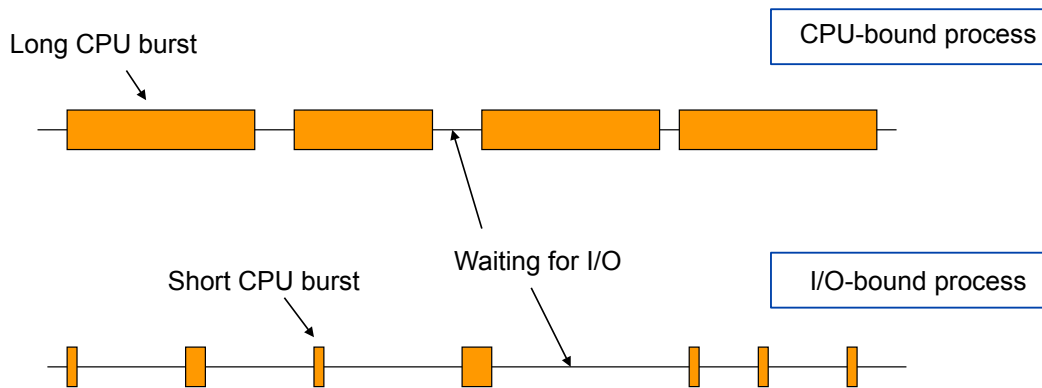 CPU-bound process
Long CPU burst
Waiting for I/O
Short CPU burst
I/O-bound process